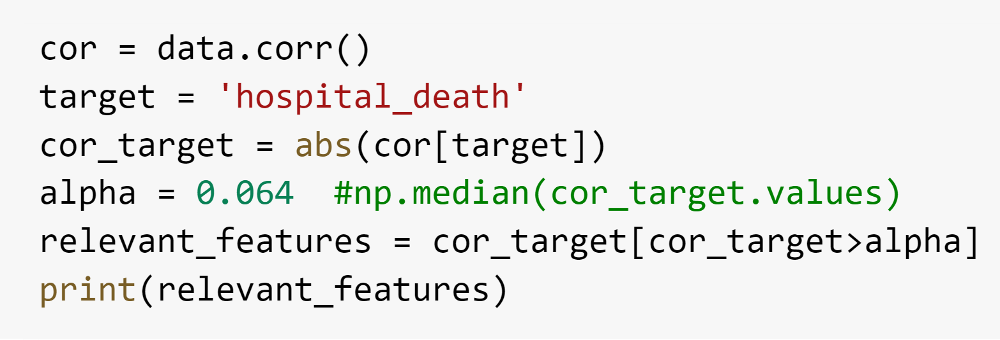 cor = data.corr()
target = 'hospital_death'
cor_target = abs(cor[target])
alpha = 0.064  #np.median(cor_target.values)
relevant_features = cor_target[cor_target>alpha]
print(relevant_features)